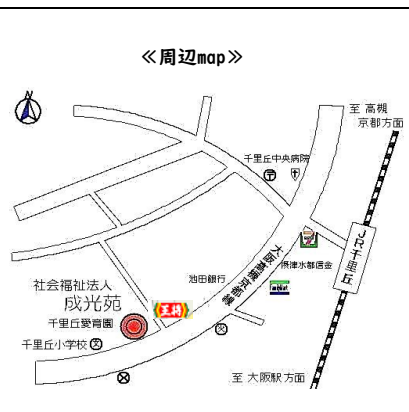 ≪周辺map≫
至 高槻
京都方面
千里丘中央病院
JR千里丘
摂津水都信金
大阪高槻京都線
池田銀行
社会福祉法人
成光苑
王将
千里丘愛育園
千里丘小学校
文
至 大阪駅方面